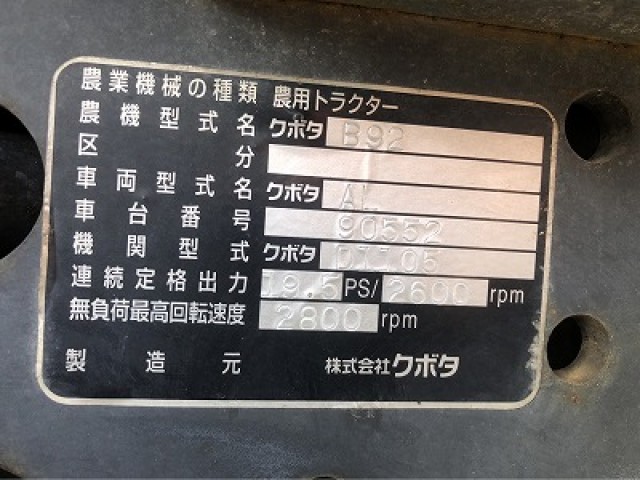 農業機械の種類 農用トラクター
農機型式名 クボタ B92
区分
車両型式名 クボタ AL
車台番号 90552
機関型式 クボタ D1105
連続定格出力 19.5 PS/ 2600 rpm
無負荷最高回転速度 2800 rpm
製造元 株式会社クボタ